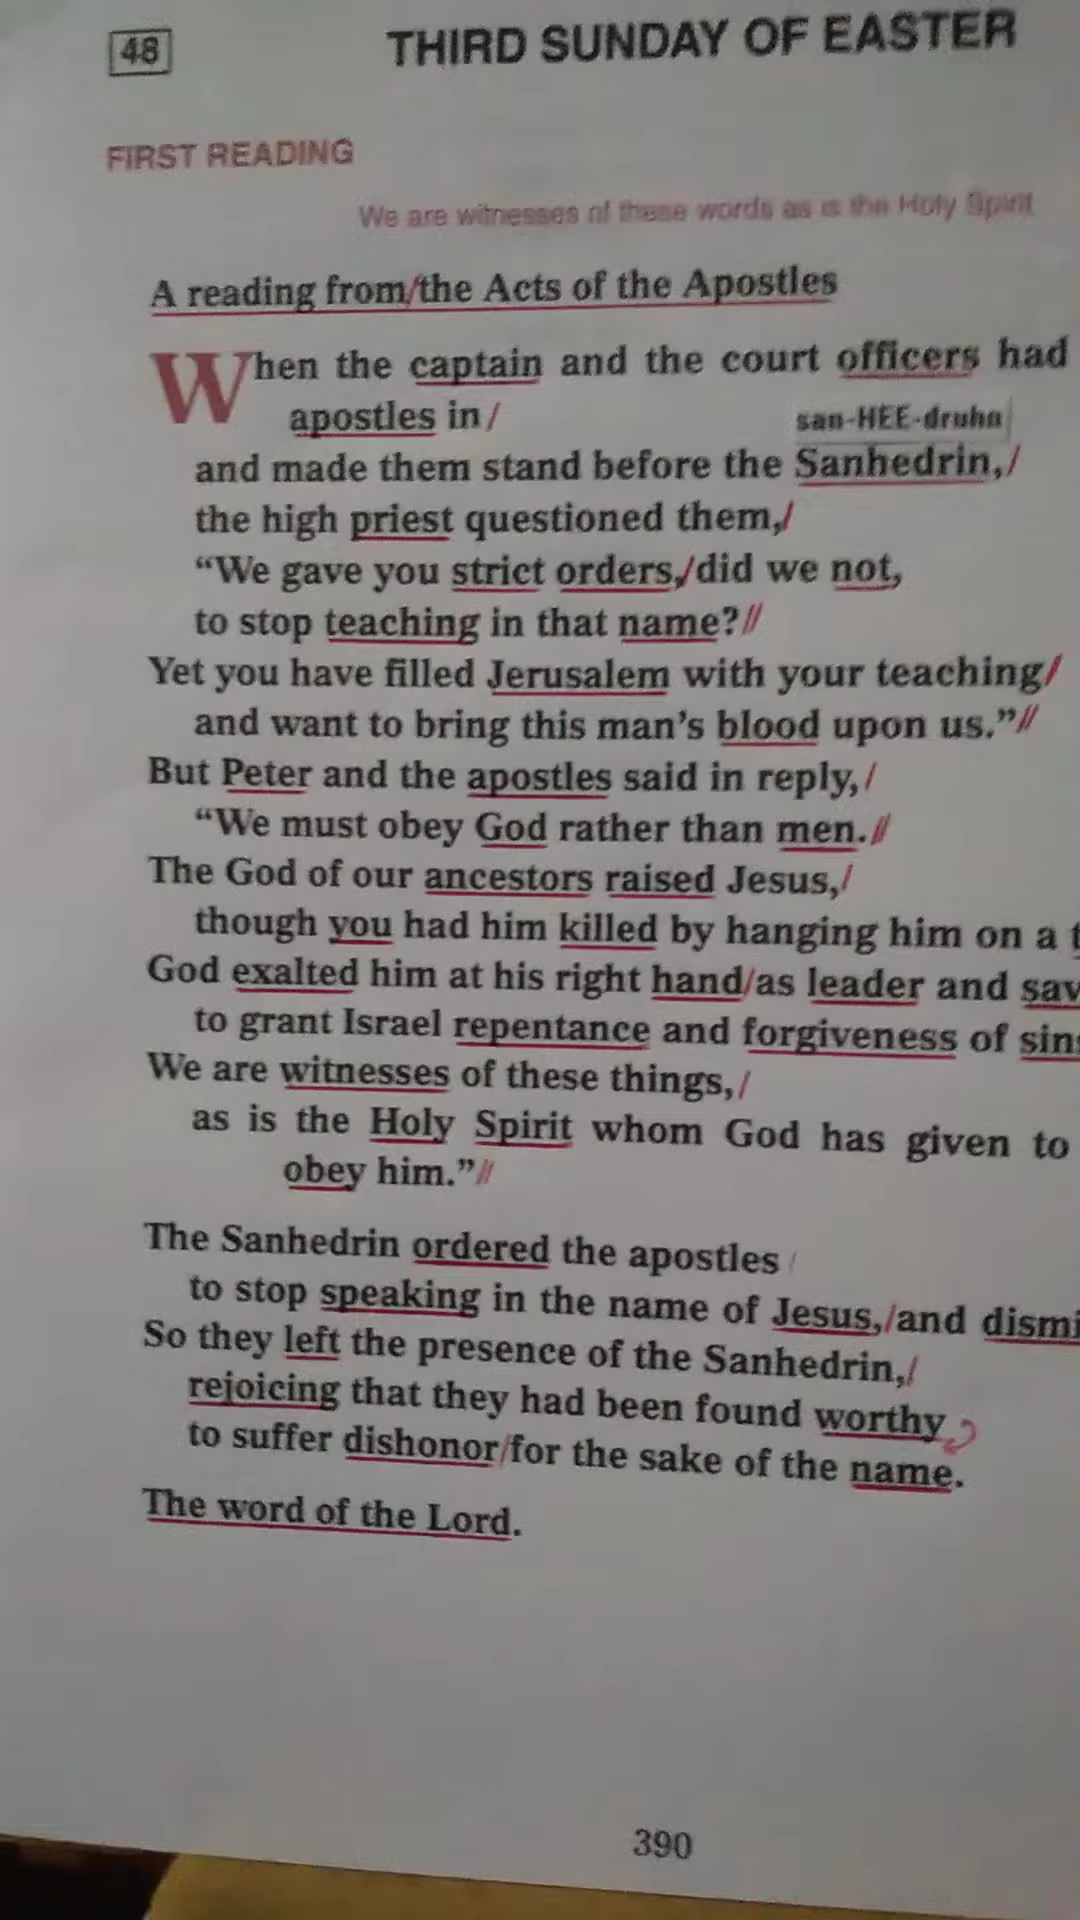 48
THIRD SUNDAY OF EASTER
FIRST READING
We are witnesses of these words as is the Holy Spirit
A reading from/the Acts of the Apostles
When the captain and the court officers had
apostles in/
san-HEE-druhn
and made them stand before the Sanhedrin,/
the high priest questioned them,/
“We gave you strict orders,/did we not,
to stop teaching in that name?//
Yet you have filled Jerusalem with your teaching/
and want to bring this man’s blood upon us.”//
But Peter and the apostles said in reply,/
“We must obey God rather than men.//
The God of our ancestors raised Jesus,/
though you had him killed by hanging him on a
God exalted him at his right hand/as leader and sav
to grant Israel repentance and forgiveness of sins
We are witnesses of these things,/
as is the Holy Spirit whom God has given to
obey him.”//
The Sanhedrin ordered the apostles /
to stop speaking in the name of Jesus,/and dismi
So they left the presence of the Sanhedrin,/
rejoicing that they had been found worthy
to suffer dishonor/for the sake of the name.
The word of the Lord.
390